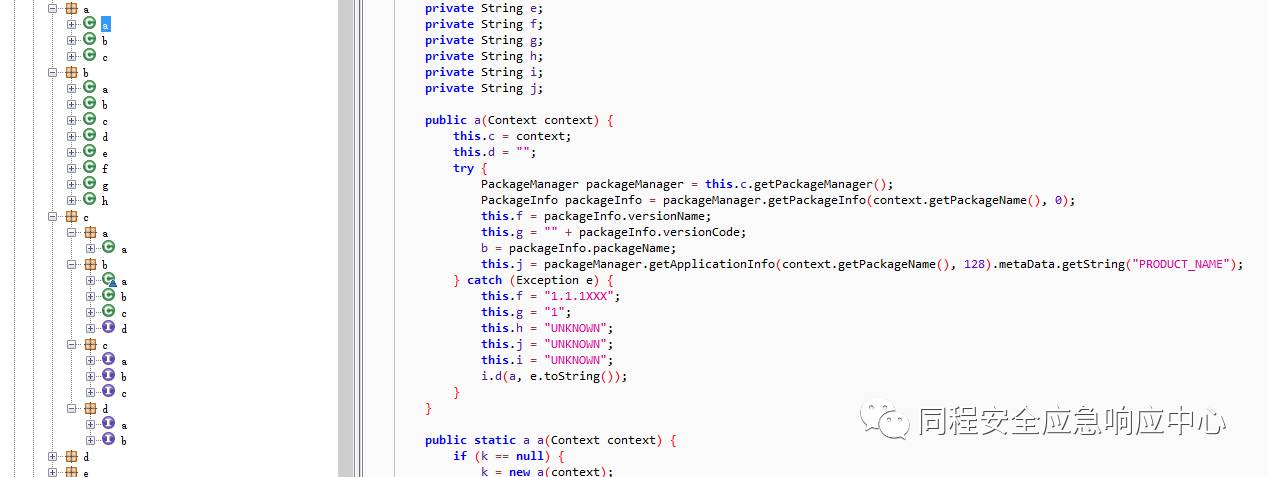 a
a
b
c
b
a
b
c
d
e
f
g
h
c
a
a
b
a
b
c
d
c
a
b
c
d
a
b
d
e
private String e;
private String f;
private String g;
private String h;
private String i;
private String j;
public a(Context context) {
this.c = context;
this.d = "";
try {
PackageManager packageManager = this.c.getPackageManager();
PackageInfo packageInfo = packageManager.getPackageInfo(context.getPackageName(), 0);
this.f = packageInfo.versionName;
this.g = "" + packageInfo.versionCode;
b = packageInfo.packageName;
this.j = packageManager.getApplicationInfo(context.getPackageName(), 128).metaData.getString("PRODUCT_NAME");
} catch (Exception e) {
this.f = "1.1.1XXX";
this.g = "1";
this.h = "UNKNOWN";
this.j = "UNKNOWN";
this.i = "UNKNOWN";
i.d(a, e.toString());
}
}
public static a a(Context context) {
if (k == null) {
k = new a(context);
同程安全应急响应中心